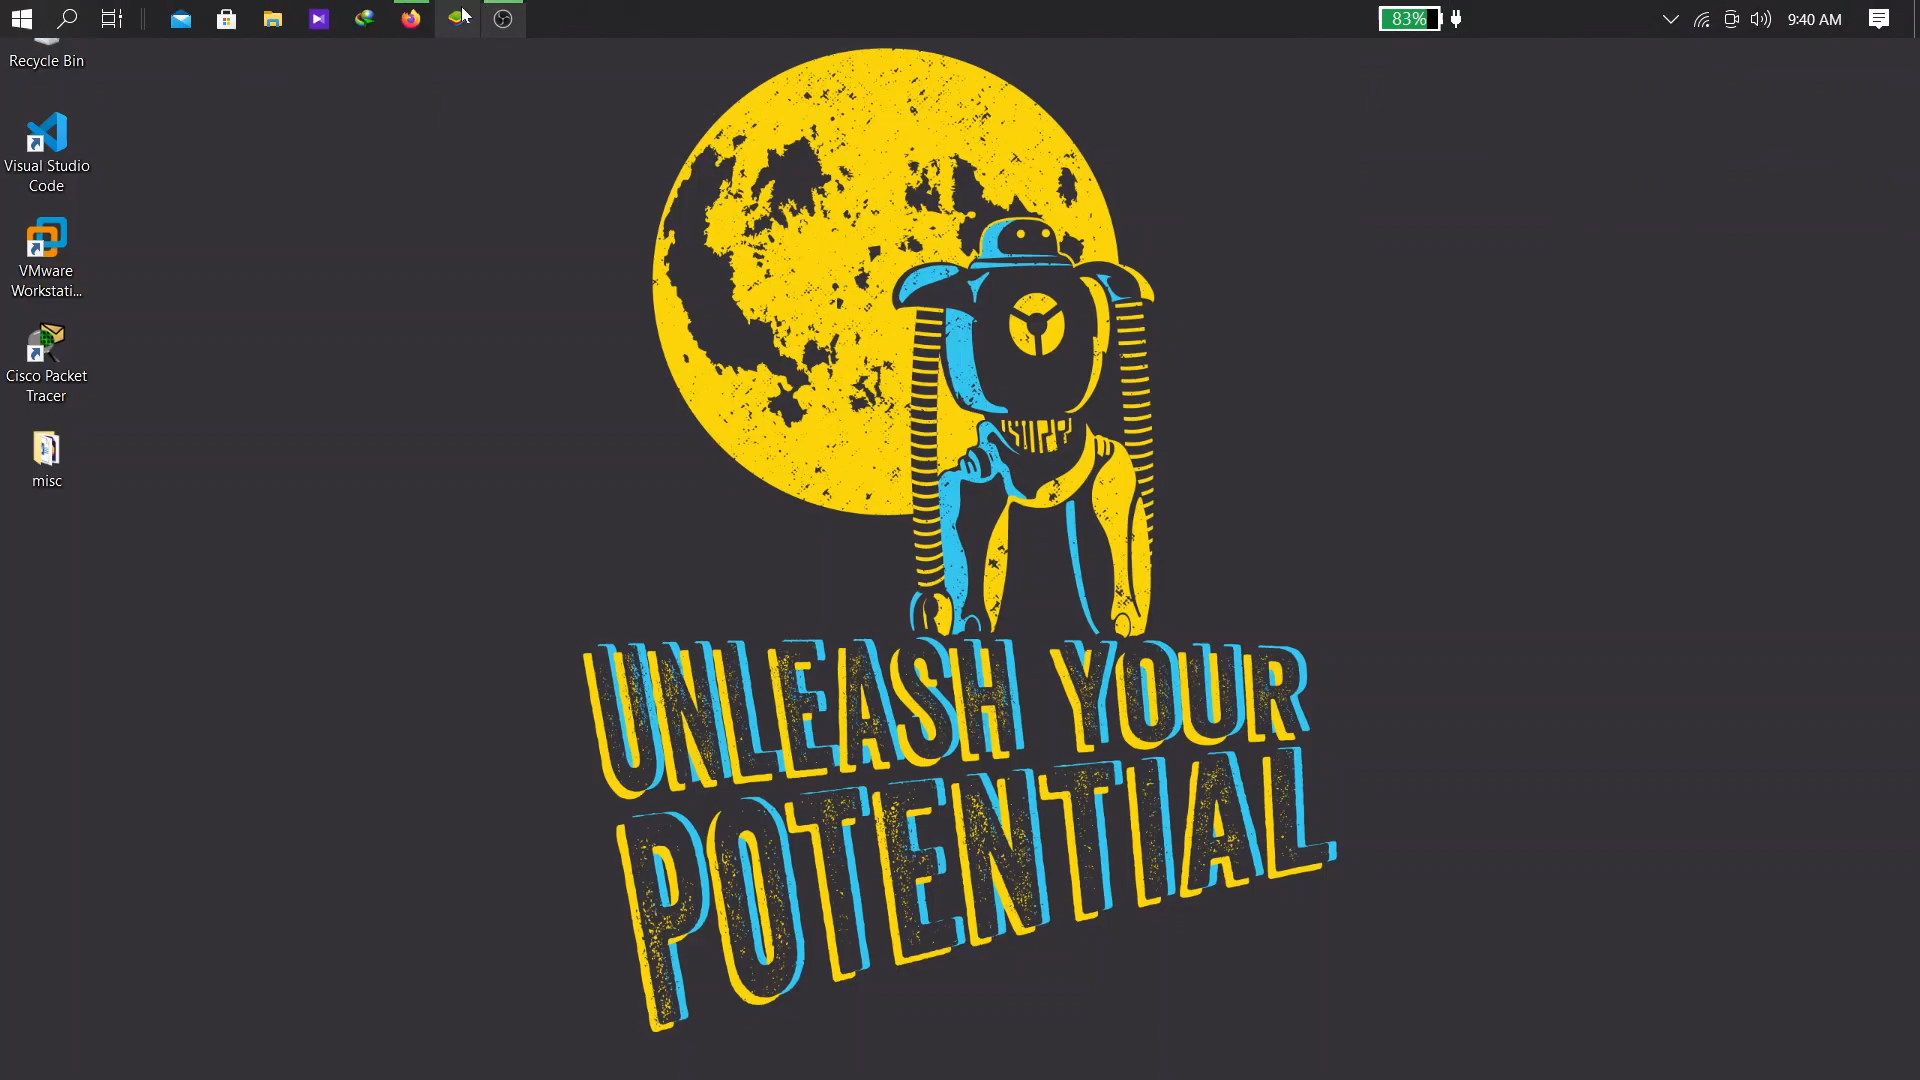 83%
9:40 AM
Recycle Bin
Visual Studio
Code
VMware
Workstati...
Cisco Packet
Tracer
misc
UNLEASH YOUR
POTENTIAL